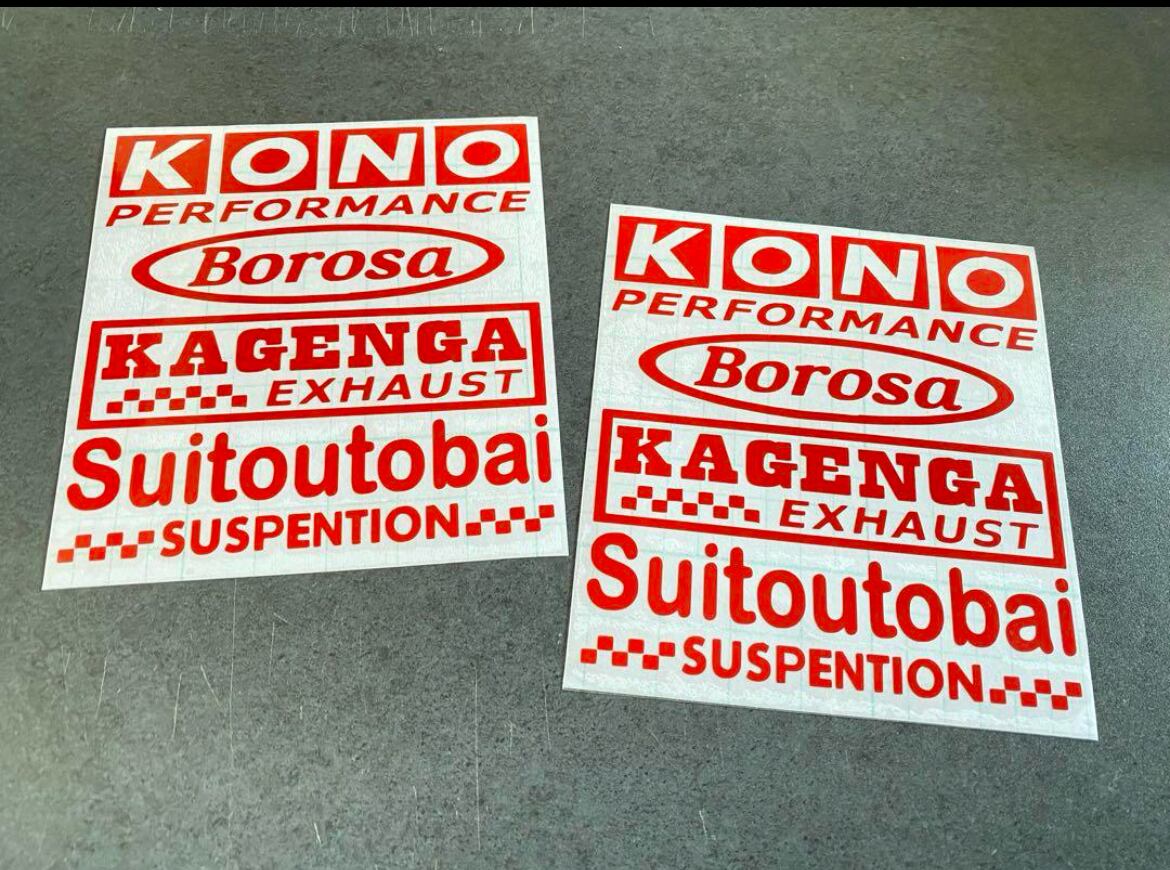 KONO
PERFORMANCE
Borosa
KAGENGA
EXHAUST
Suitoutobai
SUSPENTION
KONO
PERFORMANCE
Borosa
KAGENGA
EXHAUST
Suitoutobai
SUSPENTION